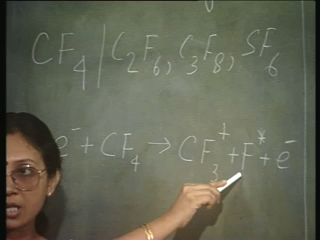 CF₄ | C₂F₆, C₃F₈, SF₆
e⁻ + CF₄ → CF₃⁺ + F* + e⁻